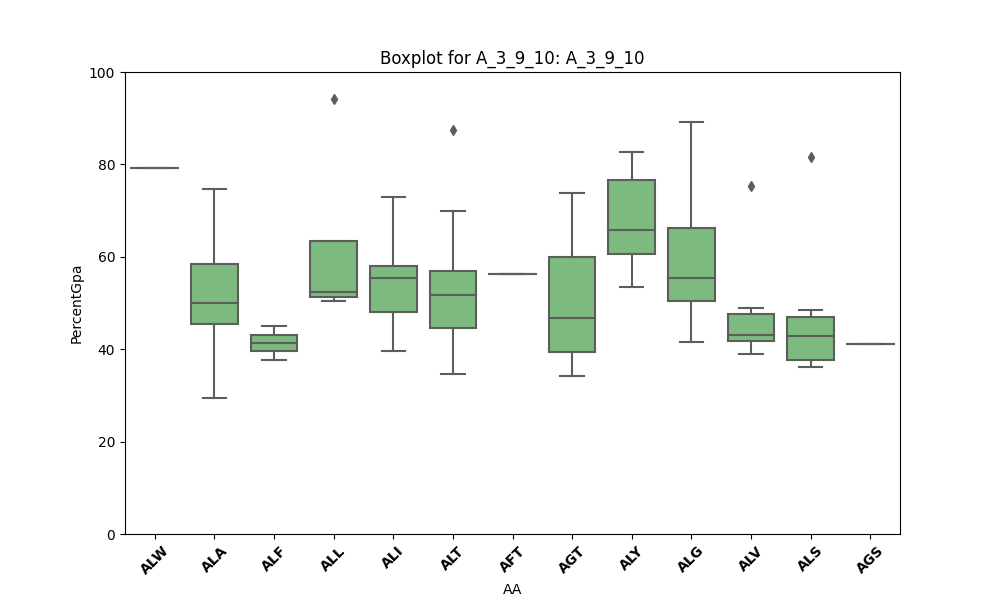 Boxplot for A_3_9_10: A_3_9_10
100
80
60
40
20
0
PercentGpa
ALW ALA ALF ALL ALI ALT AFT AGT ALY ALG ALV ALS AGS
AA